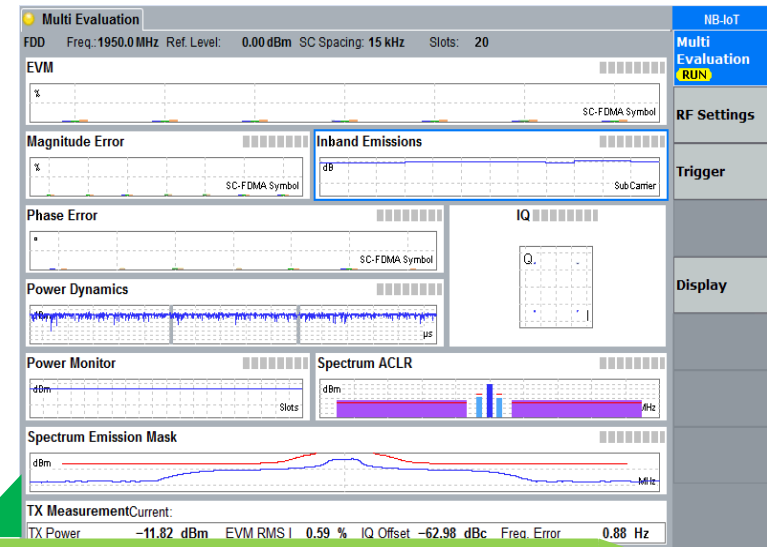 Multi Evaluation
NB-IoT
FDD Freq.:1950.0 MHz Ref. Level: 0.00 dBm SC Spacing: 15 kHz Slots: 20
Multi
Evaluation
RUN
EVM
%
SC-FDMA Symbol
RF Settings
Magnitude Error
%
SC-FDMA Symbol
Inband Emissions
dB
SubCarrier
Trigger
Phase Error
°
SC-FDMA Symbol
IQ
Q
I
Display
Power Dynamics
dBm
µs
Power Monitor
dBm
Slots
Spectrum ACLR
dBm
MHz
Spectrum Emission Mask
dBm
MHz
TX MeasurementCurrent:
TX Power −11.82 dBm EVM RMS l 0.59 % IQ Offset −62.98 dBc Freq. Error 0.88 Hz